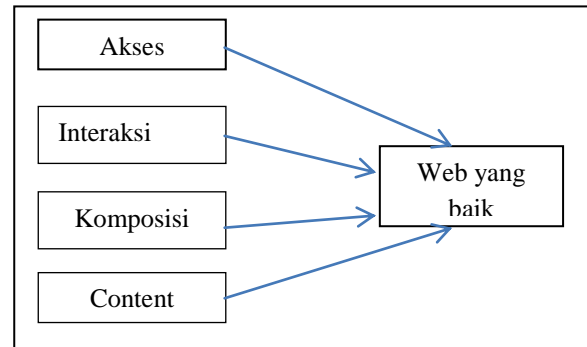 Akses
Interaksi
Web yang
baik
Komposisi
Content